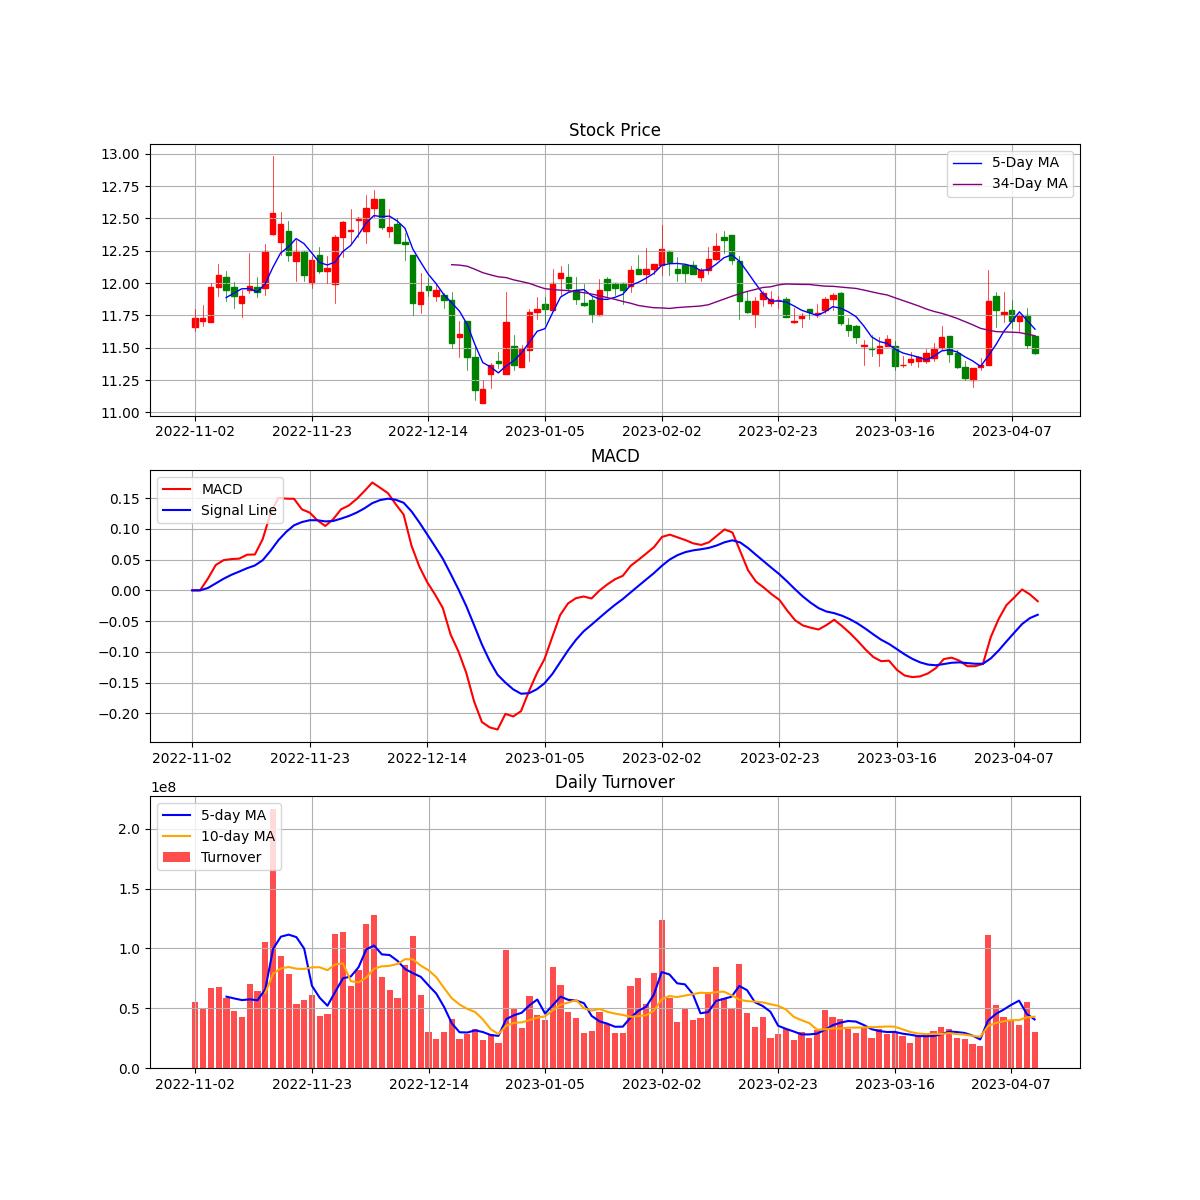 Stock Price
13.00
12.75
12.50
12.25
12.00
11.75
11.50
11.25
11.00
5-Day MA
34-Day MA
2022-11-02 2022-11-23 2022-12-14 2023-01-05 2023-02-02 2023-02-23 2023-03-16 2023-04-07
MACD
0.15
0.10
0.05
0.00
−0.05
−0.10
−0.15
−0.20
MACD
Signal Line
2022-11-02 2022-11-23 2022-12-14 2023-01-05 2023-02-02 2023-02-23 2023-03-16 2023-04-07
Daily Turnover
1e8
2.0
1.5
1.0
0.5
0.0
5-day MA
10-day MA
Turnover
2022-11-02 2022-11-23 2022-12-14 2023-01-05 2023-02-02 2023-02-23 2023-03-16 2023-04-07